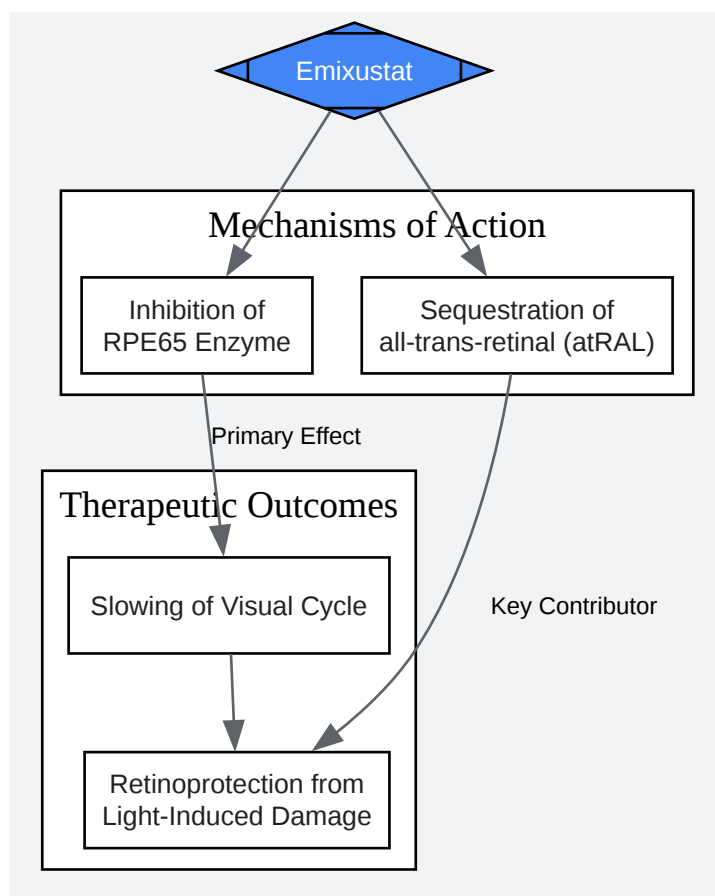 Emixustat
Mechanisms of Action
Inhibition of
RPE65 Enzyme
Sequestration of
all-trans-retinal (atRAL)
Primary Effect
Therapeutic Outcomes
Slowing of Visual Cycle
Key Contributor
Retinoprotection from
Light-Induced Damage